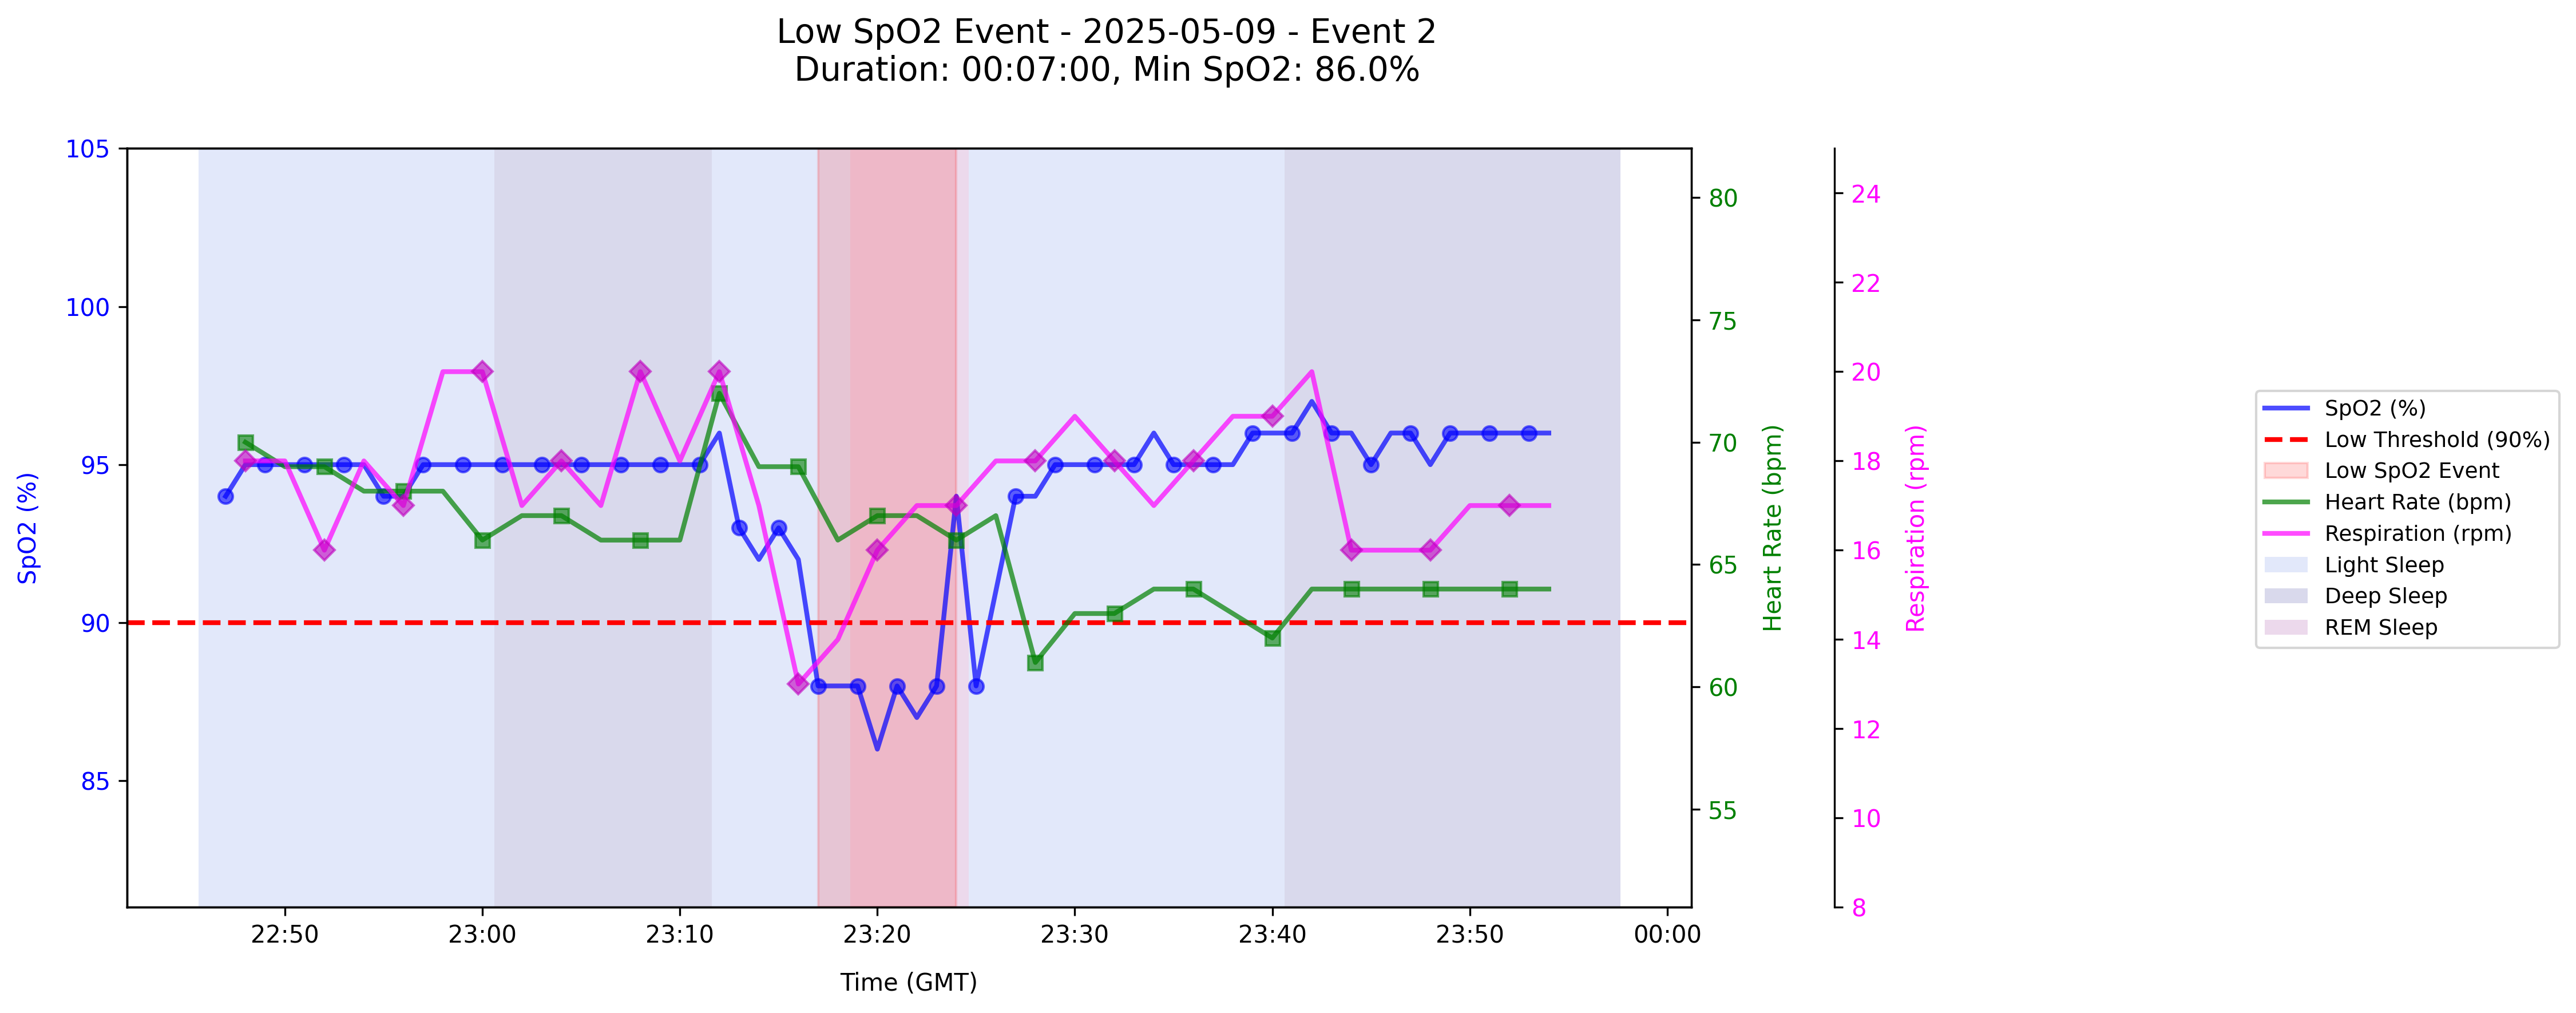 Low SpO2 Event - 2025-05-09 - Event 2
Duration: 00:07:00, Min SpO2: 86.0%
105
100
95
90
85
SpO2 (%)
80
75
70
65
60
55
Heart Rate (bpm)
24
22
20
18
16
14
12
10
8
Respiration (rpm)
22:50
23:00
23:10
23:20
23:30
23:40
23:50
00:00
Time (GMT)
SpO2 (%)
Low Threshold (90%)
Low SpO2 Event
Heart Rate (bpm)
Respiration (rpm)
Light Sleep
Deep Sleep
REM Sleep